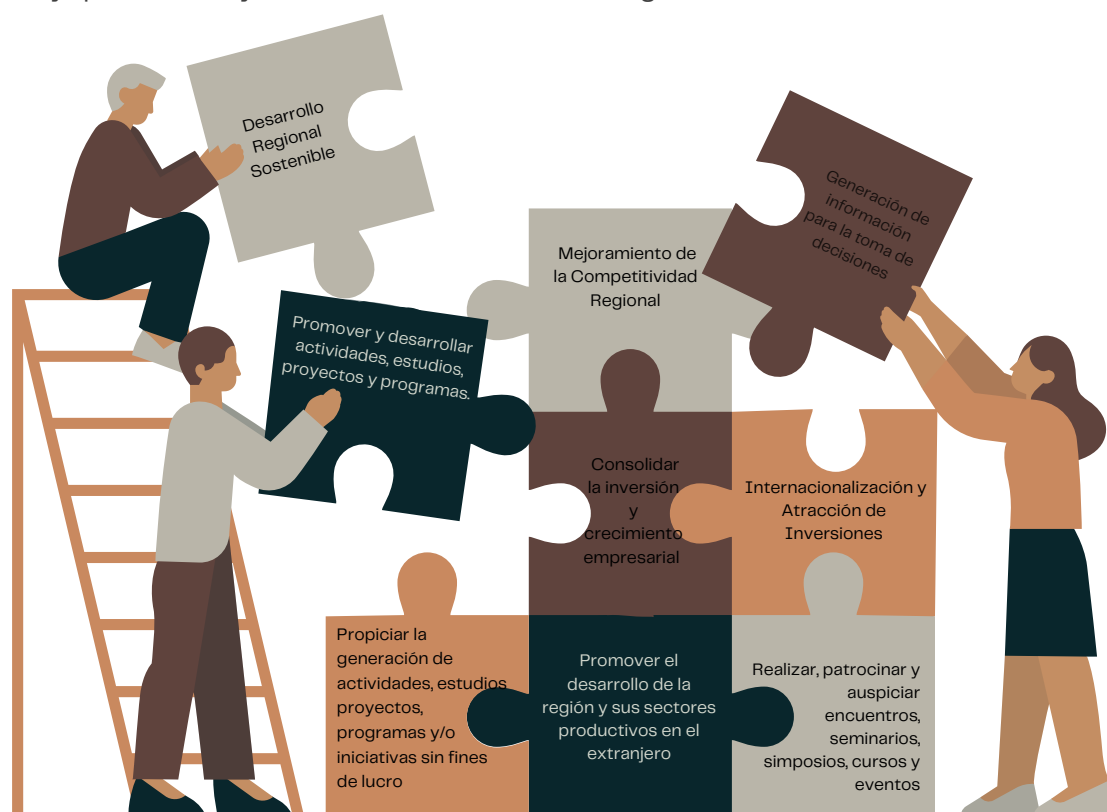 Desarrollo
Regional
Sostenible
Generación de
información
para la toma de
decisiones
Mejoramiento de
la Competitividad
Regional
Promover y desarrollar
actividades, estudios,
proyectos y programas.
Consolidar
la inversión
y
crecimiento
empresarial
Internacionalización y
Atracción de
Inversiones
Propiciar la
generación de
actividades, estudios
proyectos,
programas y/o
iniciativas sin fines
de lucro
Promover el
desarrollo de la
región y sus sectores
productivos en el
extranjero
Realizar, patrocinar y
auspiciar
encuentros,
seminarios,
simposios, cursos y
eventos